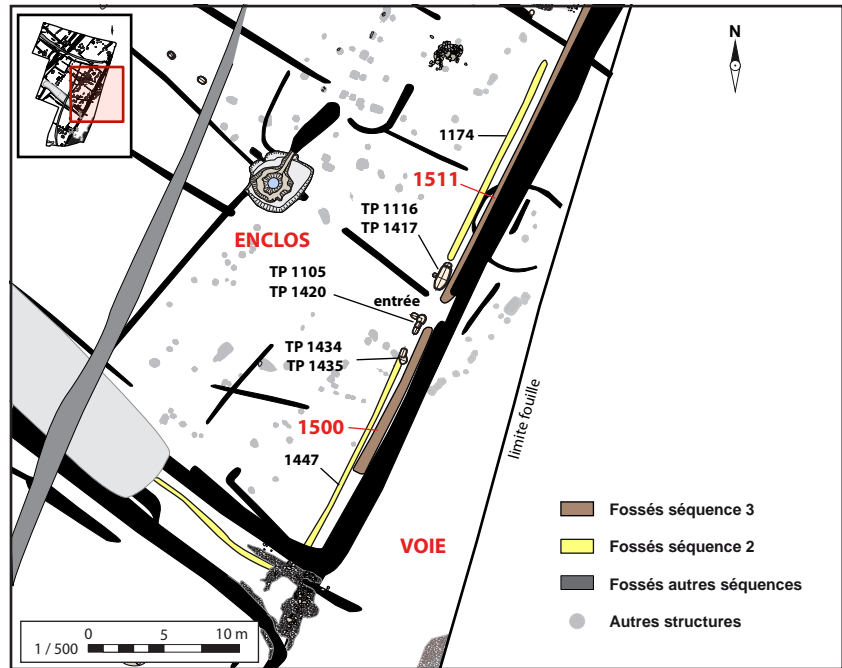 N
1174
1511
TP 1116
TP 1417
ENCLOS
TP 1105
TP 1420
entrée
TP 1434
TP 1435
1500
1447
limite fouille
VOIE
Fossés séquence 3
Fossés séquence 2
Fossés autres séquences
Autres structures
0 5 10 m
1 / 500